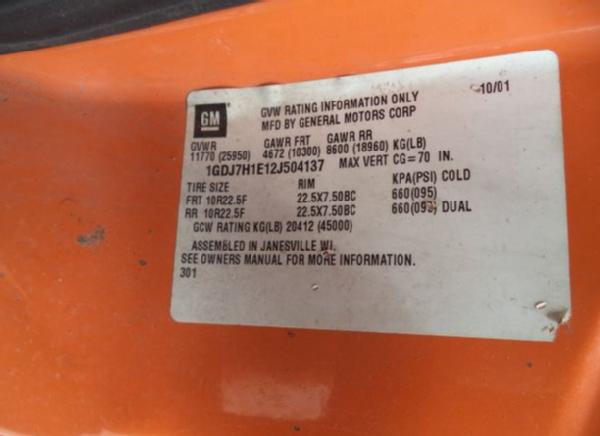 GM
GVW RATING INFORMATION ONLY
10/01
MFD BY GENERAL MOTORS CORP
GVWR GAWR FRT GAWR RR
11770 (25950) 4672 (10300) 8600 (18960) KG(LB)
1GDJ7H1E12J504137 MAX VERT CG=70 IN.
TIRE SIZE RIM KPA(PSI) COLD
FRT 10R22.5F 22.5X7.50BC 660(095)
RR 10R22.5F 22.5X7.50BC 660(095) DUAL
GCW RATING KG(LB) 20412 (45000)
ASSEMBLED IN JANESVILLE WI.
SEE OWNERS MANUAL FOR MORE INFORMATION.
301